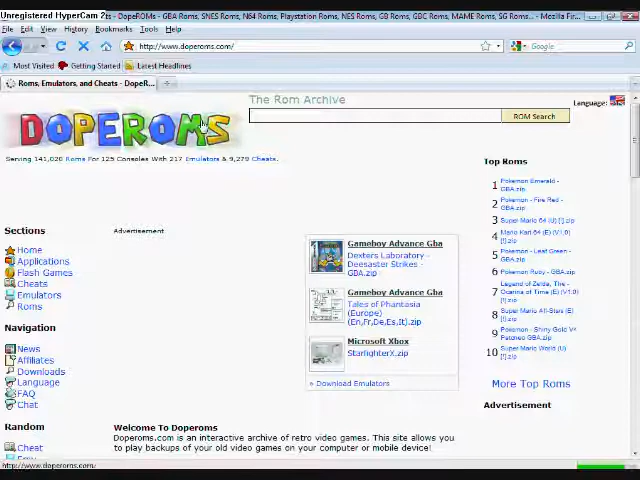 Unregistered HyperCam 2
DopeROMs - GBA Roms, SNES Roms, N64 Roms, Playstation Roms, NES Roms, GB Roms, GBC Roms, MAME Roms, SG Roms... - Mozilla Fir...
File Edit View History Bookmarks Tools Help
http://www.doperoms.com/
Google
Most Visited Getting Started Latest Headlines
Roms, Emulators, and Cheats - DopeR...
DOPEROMS
The Rom Archive
ROM Search
Language:
Serving 141,020 Roms For 125 Consoles With 217 Emulators & 9,279 Cheats.
Sections
Home
Applications
Flash Games
Cheats
Emulators
Roms
Navigation
News
Affiliates
Downloads
Language
FAQ
Chat
Random
Cheat
Advertisement
Gameboy Advance Gba
Dexters Laboratory -
Deesaster Strikes -
GBA.zip
Gameboy Advance Gba
Tales of Phantasia
(Europe)
(En,Fr,De,Es,It).zip
Microsoft Xbox
StarfighterX.zip
» Download Emulators
Welcome To Doperoms
Doperoms.com is an interactive archive of retro video games. This site allows you
to play backups of your old video games on your computer or mobile device!
Top Roms
1 Pokemon Emerald -
GBA.zip
2 Pokemon - Fire Red -
GBA.zip
3 Super Mario 64 (U) [!].zip
4 Mario Kart 64 (E) (V1.0)
[!].zip
5 Pokemon - Leaf Green -
GBA.zip
6 Pokemon Ruby - GBA.zip
7 Legend of Zelda, The -
Ocarina of Time (E) (V1.0)
[!].zip
8 Super Mario All-Stars (E)
[!].zip
9 Pokemon - Shiny Gold V*
Patched GBA.zip
10 Super Mario World (U)
[!].zip
More Top Roms
Advertisement
http://www.doperoms.com/